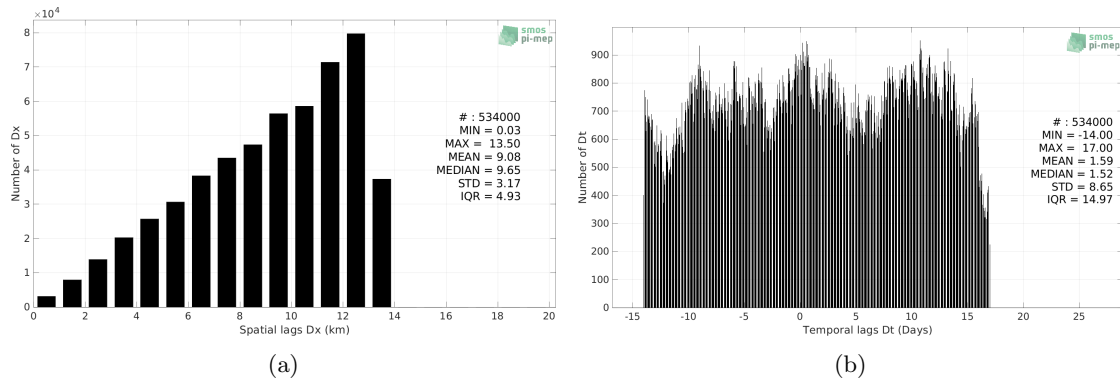 ×10⁴
8
7
6
5
4
3
2
1
0
Number of Dx
0 2 4 6 8 10 12 14 16 18 20
Spatial lags Dx (km)
smos
pi-mep
# : 534000
MIN = 0.03
MAX = 13.50
MEAN = 9.08
MEDIAN = 9.65
STD = 3.17
IQR = 4.93
(a)
900
800
700
600
500
400
300
200
100
0
Number of Dt
-15 -10 -5 0 5 10 15 20 25
Temporal lags Dt (Days)
smos
pi-mep
# : 534000
MIN = -14.00
MAX = 17.00
MEAN = 1.59
MEDIAN = 1.52
STD = 8.65
IQR = 14.97
(b)